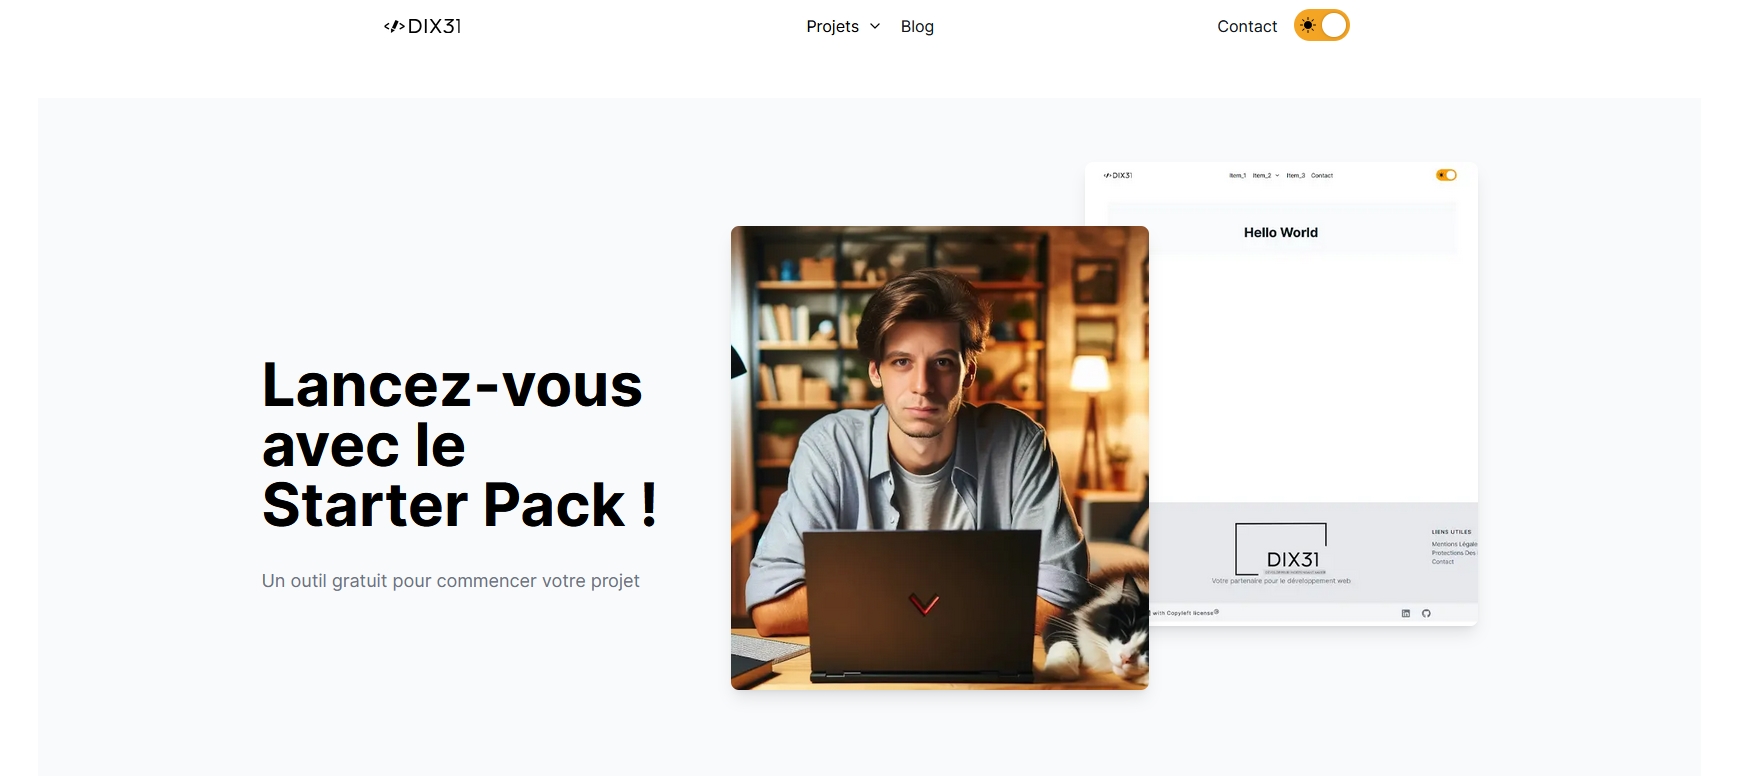 DIX31
Projets
Blog
Contact
DIX31
Item_1 Item_2 Item_3 Contact
Hello World
Lancez-vous
avec le
Starter Pack !
Un outil gratuit pour commencer votre projet
DIX31
Votre partenaire pour le développement web
LIENS UTILES
Mentions Légale
Protections Des
Contact
with Copyleft license